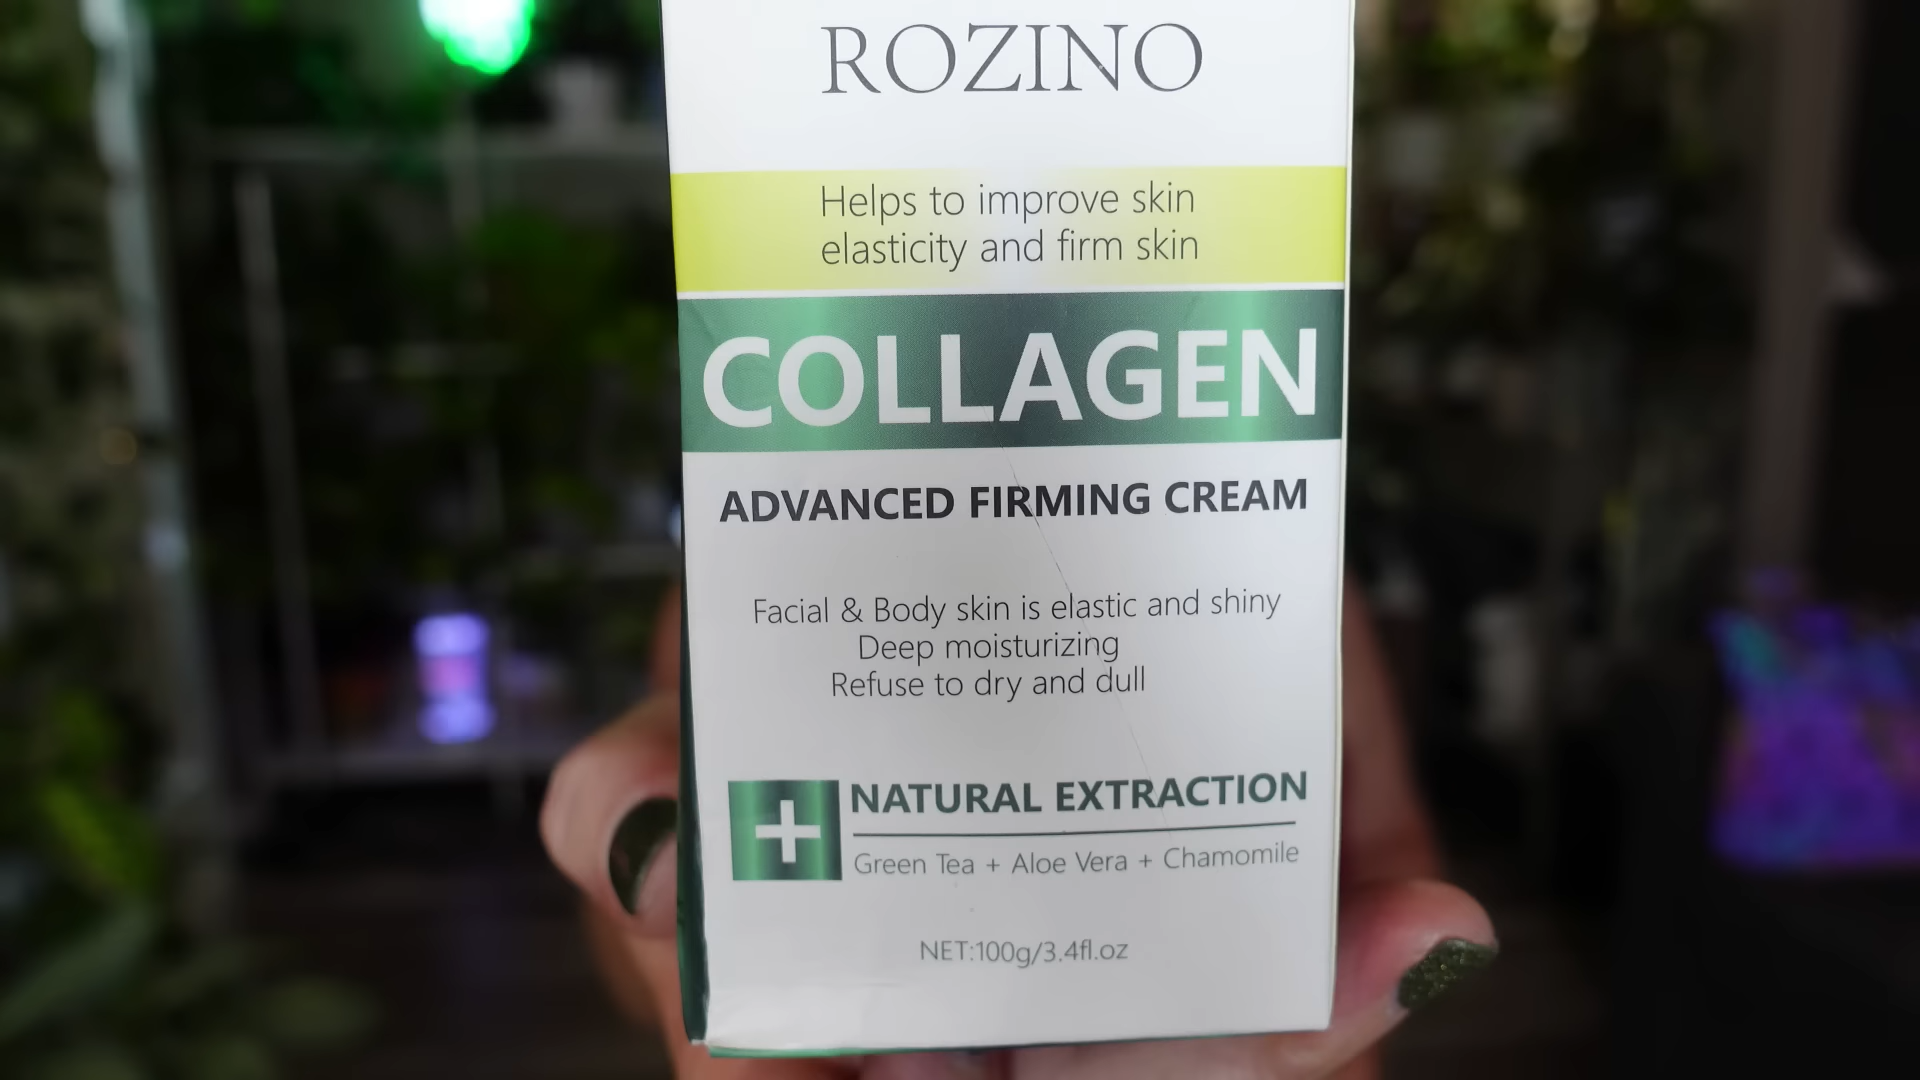 ROZINO
Helps to improve skin
elasticity and firm skin
COLLAGEN
ADVANCED FIRMING CREAM
Facial & Body skin is elastic and shiny
Deep moisturizing
Refuse to dry and dull
NATURAL EXTRACTION
Green Tea + Aloe Vera + Chamomile
NET:100g/3.4fl.oz